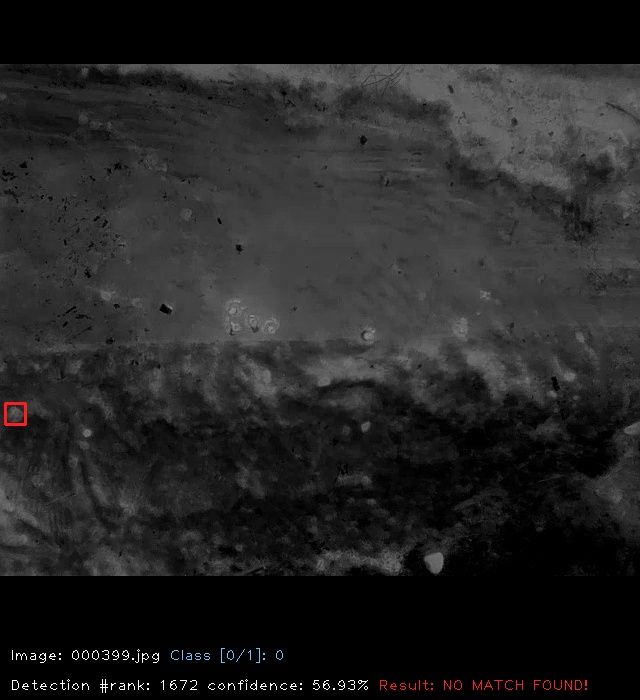 Image: 000399.jpg Class [0/1]: 0
Detection #rank: 1672 confidence: 56.93% Result: NO MATCH FOUND!